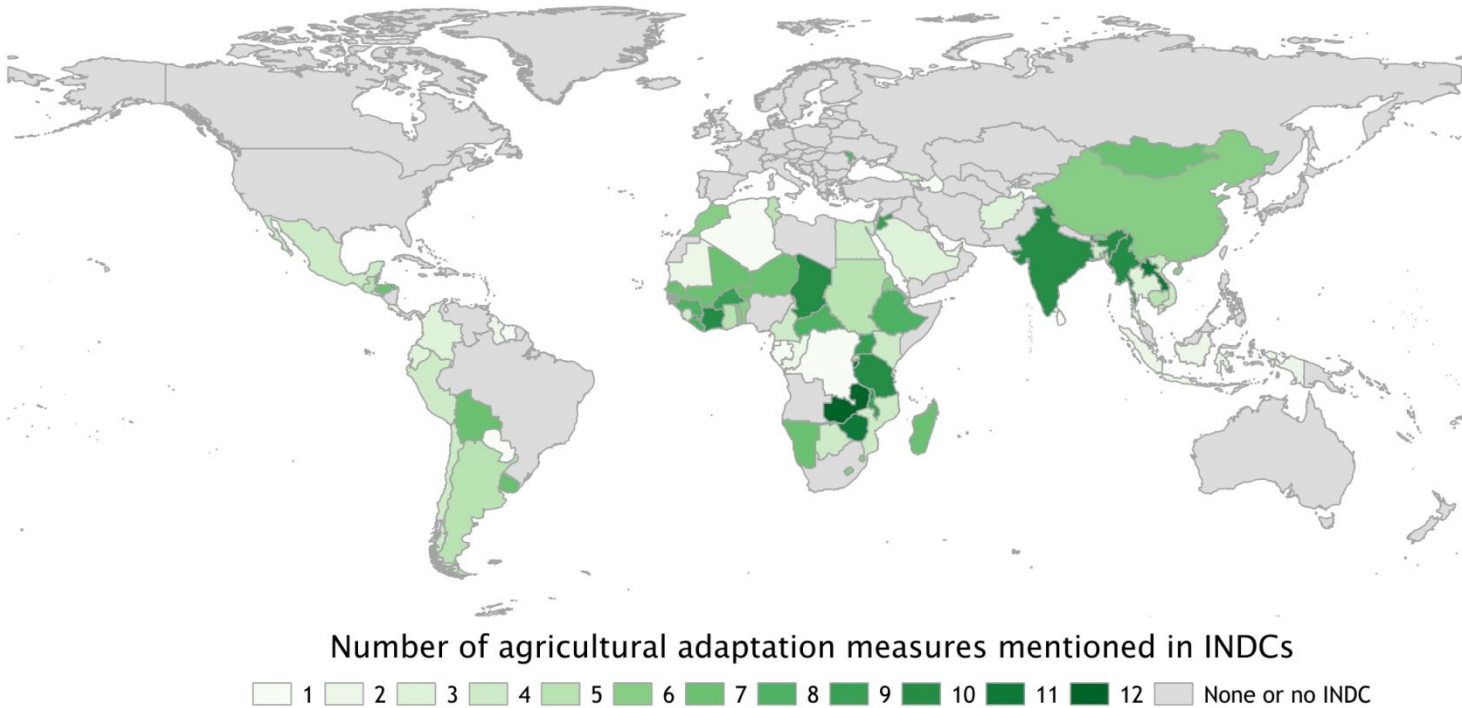 Number of agricultural adaptation measures mentioned in INDCs
1 2 3 4 5 6 7 8 9 10 11 12 None or no INDC